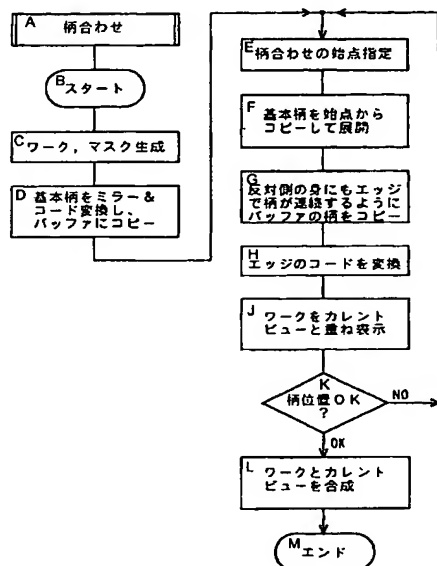 A 柄合わせ
B スタート
C ワーク，マスク生成
D 基本柄をミラー＆
コード変換し、
バッファにコピー
E 柄合わせの始点指定
F 基本柄を始点から
コピーして展開
G 反対側の身にもエッジ
で柄が連続するように
バッファの柄をコピー
H エッジのコードを変換
J ワークをカレント
ビューと重ね表示
K
柄位置OK
?
NO
OK
L ワークとカレント
ビューを合成
M エンド